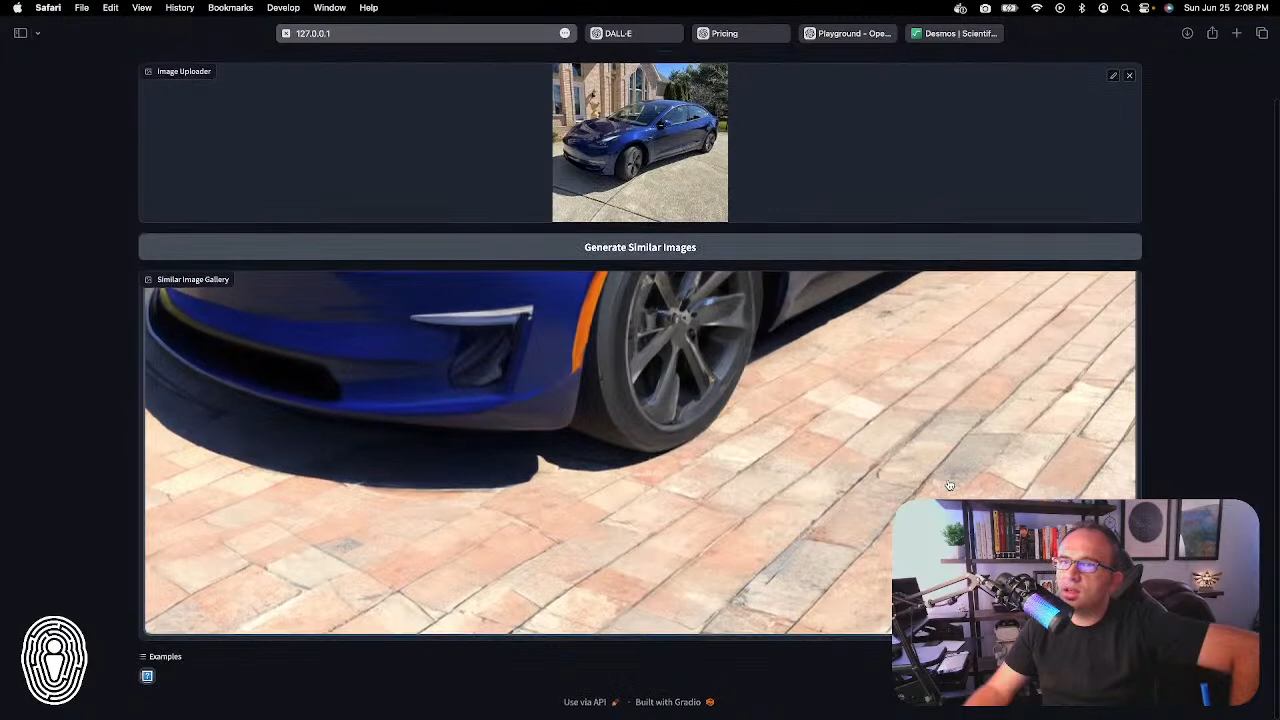 Safari File Edit View History Bookmarks Develop Window Help Sun Jun 25 2:08 PM
127.0.0.1 DALL·E Pricing Playground - Ope... Desmos | Scientif...
Image Uploader
Generate Similar Images
Similar Image Gallery
Examples
Use via API · Built with Gradio